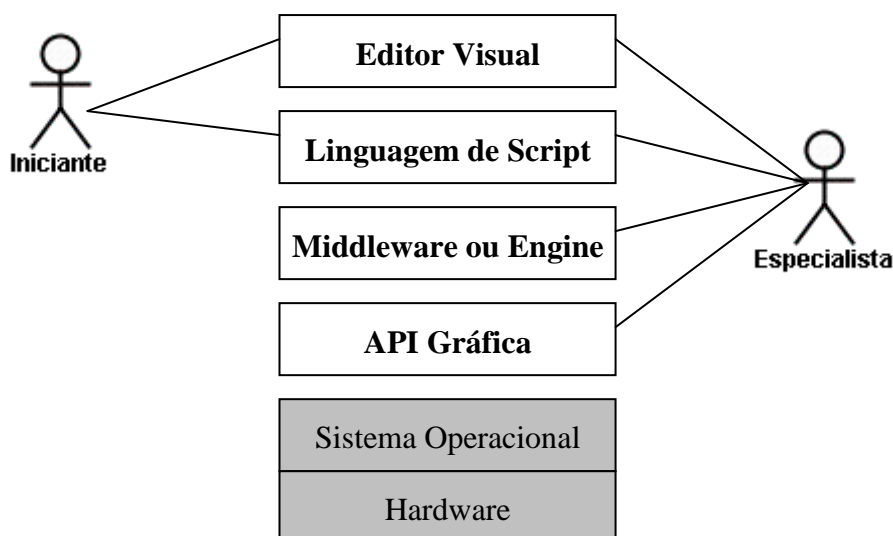 Editor Visual
Iniciante
Linguagem de Script
Middleware ou Engine
Especialista
API Gráfica
Sistema Operacional
Hardware